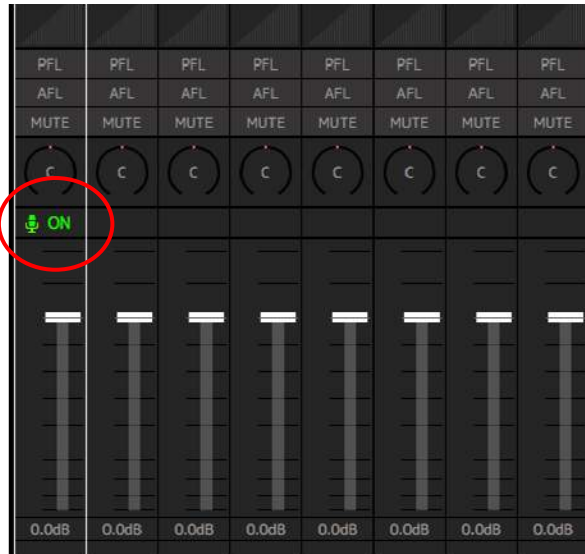 PFL PFL PFL PFL PFL PFL PFL PFL
AFL AFL AFL AFL AFL AFL AFL AFL
MUTE MUTE MUTE MUTE MUTE MUTE MUTE MUTE
C C C C C C C C
ON
0.0dB 0.0dB 0.0dB 0.0dB 0.0dB 0.0dB 0.0dB 0.0dB